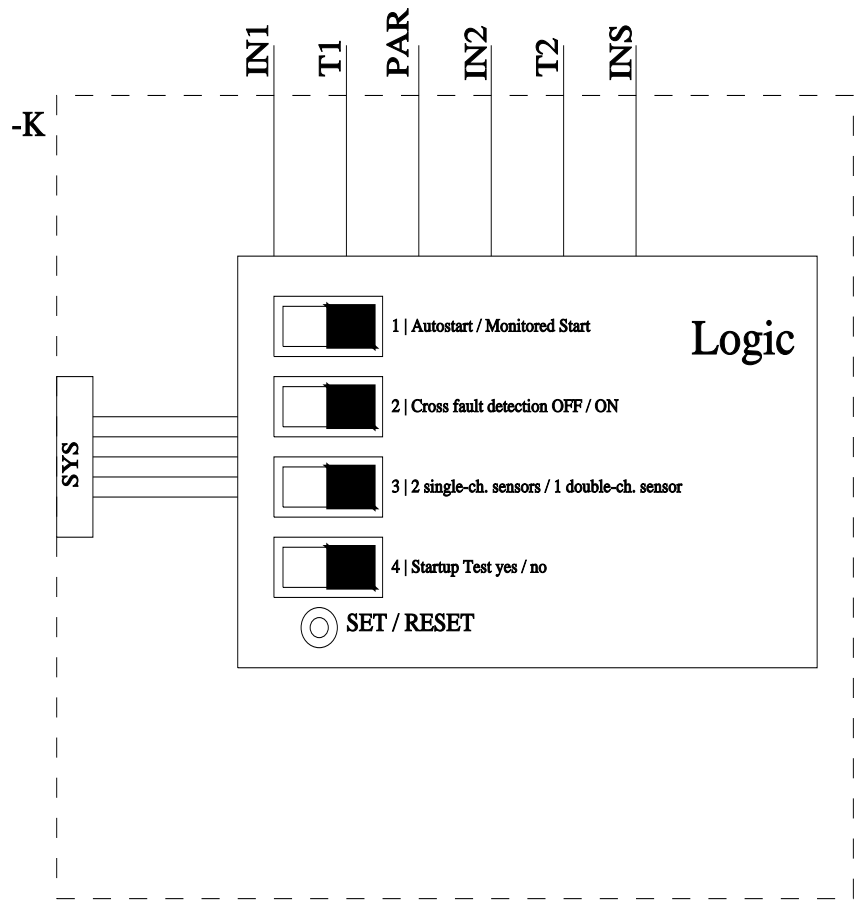 IN1
T1
PAR
IN2
T2
INS
-K
1 | Autostart / Monitored Start
Logic
2 | Cross fault detection OFF / ON
SYS
3 | 2 single-ch. sensors / 1 double-ch. sensor
4 | Startup Test yes / no
SET / RESET